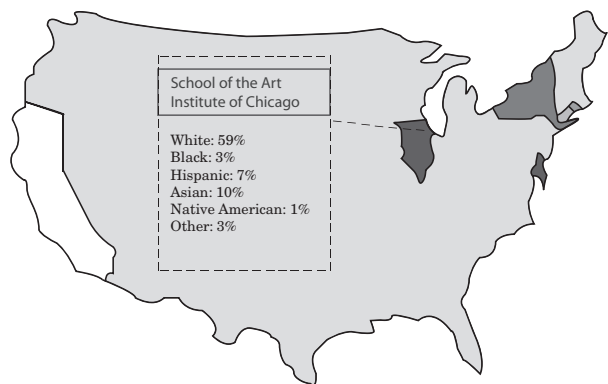 School of the Art
Institute of Chicago
White: 59%
Black: 3%
Hispanic: 7%
Asian: 10%
Native American: 1%
Other: 3%